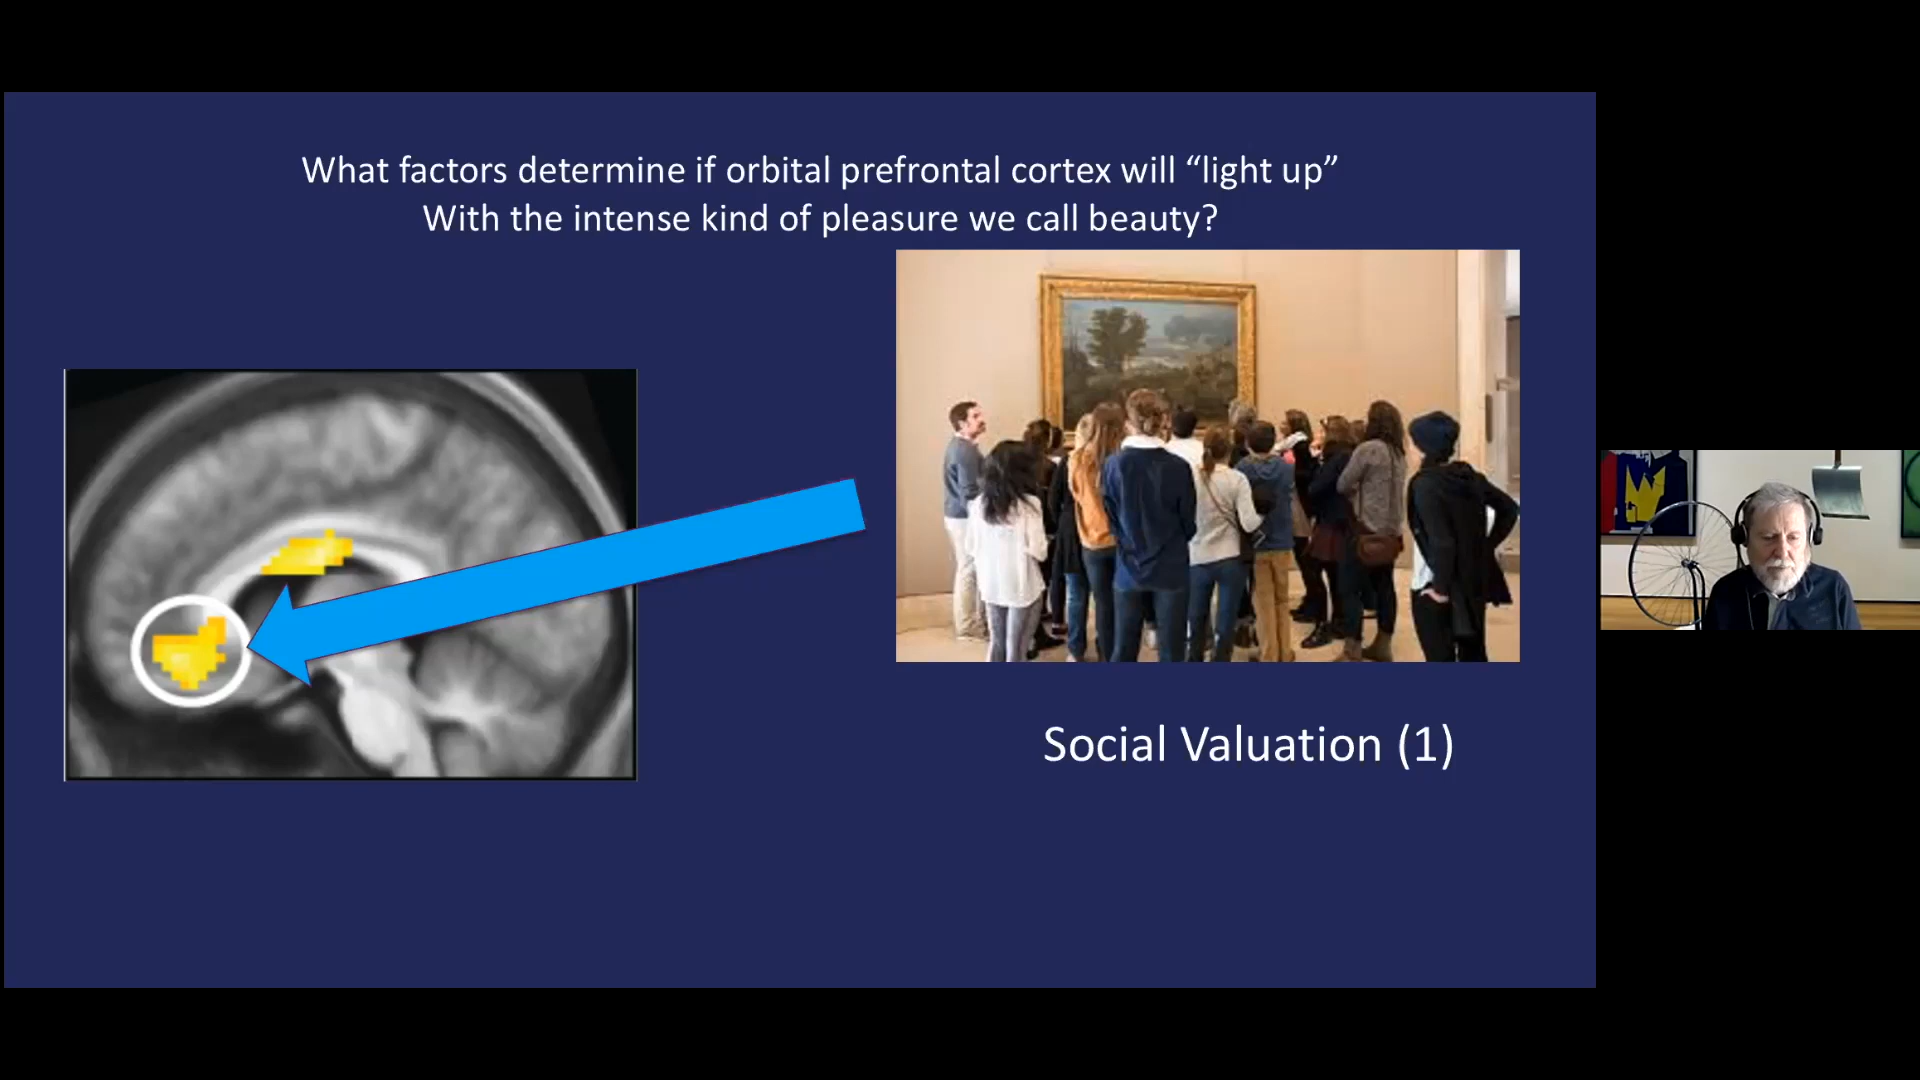 What factors determine if orbital prefrontal cortex will “light up”
With the intense kind of pleasure we call beauty?
Social Valuation (1)